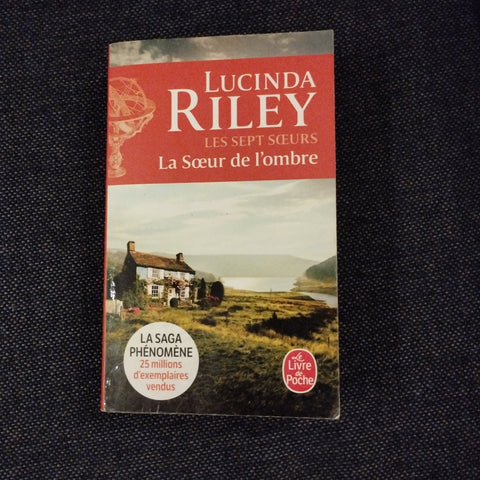 LUCINDA
RILEY
LES SEPT SŒURS
La Sœur de l'ombre
LA SAGA
PHÉNOMÈNE
25 millions
d'exemplaires
vendus
Le
Livre
de
Poche